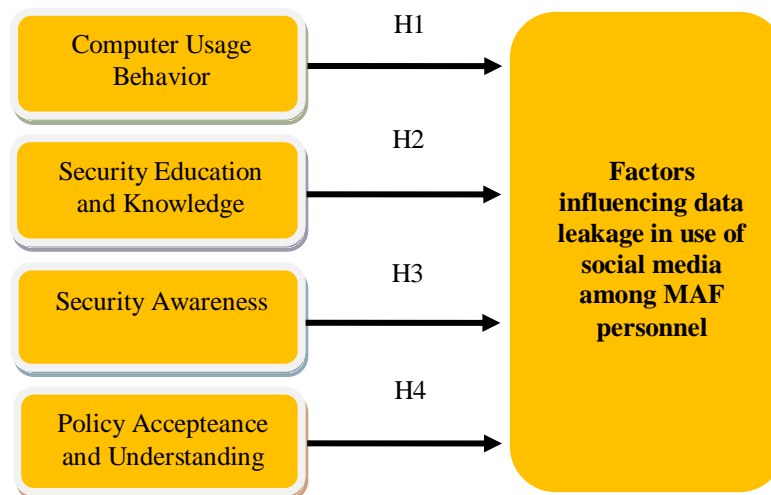 Computer Usage
Behavior
H1
Security Education
and Knowledge
H2
Security Awareness
H3
Policy Accepteance
and Understanding
H4
Factors
influencing data
leakage in use of
social media
among MAF
personnel